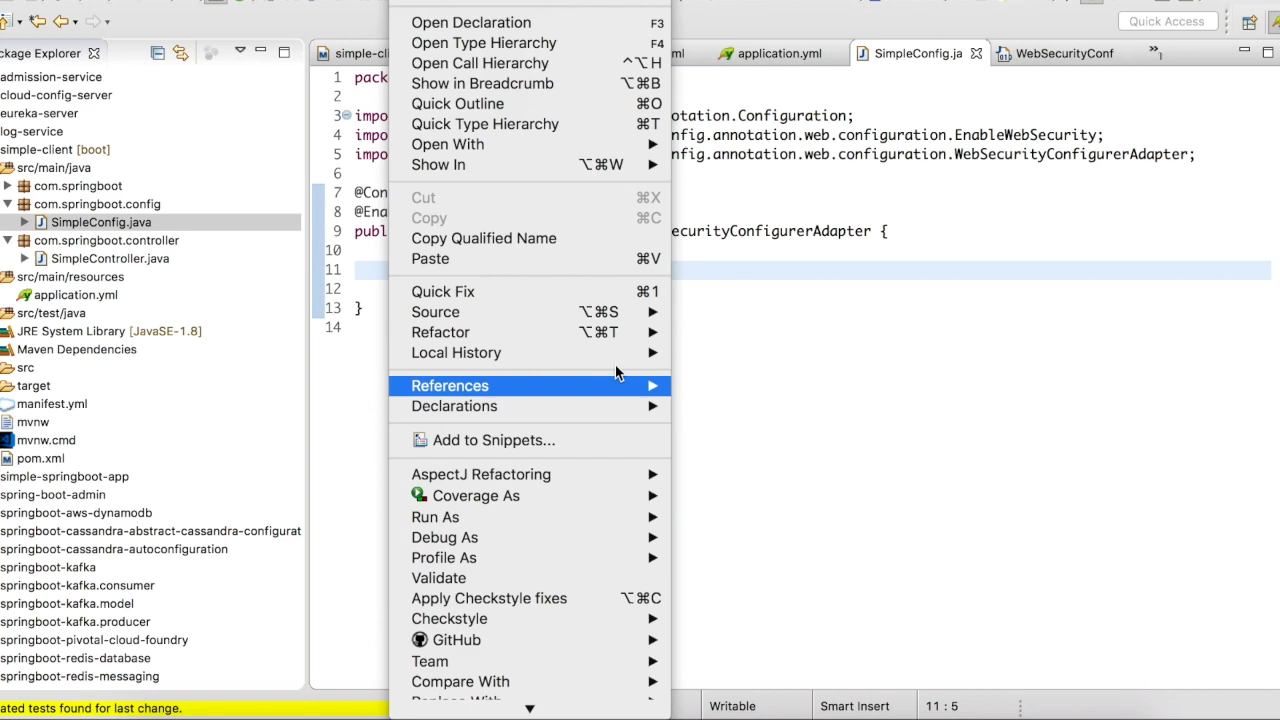 Quick Access
ckage Explorer
simple-cli
ml
application.yml
SimpleConfig.ja
WebSecurityConf
»1
admission-service
cloud-config-server
eureka-server
log-service
simple-client [boot]
src/main/java
com.springboot
com.springboot.config
SimpleConfig.java
com.springboot.controller
SimpleController.java
src/main/resources
application.yml
src/test/java
JRE System Library [JavaSE-1.8]
Maven Dependencies
src
target
manifest.yml
mvnw
mvnw.cmd
pom.xml
simple-springboot-app
spring-boot-admin
springboot-aws-dynamodb
springboot-cassandra-abstract-cassandra-configurat
springboot-cassandra-autoconfiguration
springboot-kafka
springboot-kafka.consumer
springboot-kafka.model
springboot-kafka.producer
springboot-pivotal-cloud-foundry
springboot-redis-database
springboot-redis-messaging
1 pack
2
3 impo notation.Configuration;
4 impo nfig.annotation.web.configuration.EnableWebSecurity;
5 impo nfig.annotation.web.configuration.WebSecurityConfigurerAdapter;
6
7 @Con
8 @Ena
9 publ ecurityConfigurerAdapter {
10
11
12
13 }
14
Open Declaration F3
Open Type Hierarchy F4
Open Call Hierarchy ^⌥H
Show in Breadcrumb ⌥⌘B
Quick Outline ⌘O
Quick Type Hierarchy ⌘T
Open With
Show In ⌥⌘W
Cut ⌘X
Copy ⌘C
Copy Qualified Name
Paste ⌘V
Quick Fix ⌘1
Source ⌥⌘S
Refactor ⌥⌘T
Local History
References
Declarations
Add to Snippets...
AspectJ Refactoring
Coverage As
Run As
Debug As
Profile As
Validate
Apply Checkstyle fixes ⌥⌘C
Checkstyle
GitHub
Team
Compare With
Replace With
ated tests found for last change.
Writable
Smart Insert
11 : 5